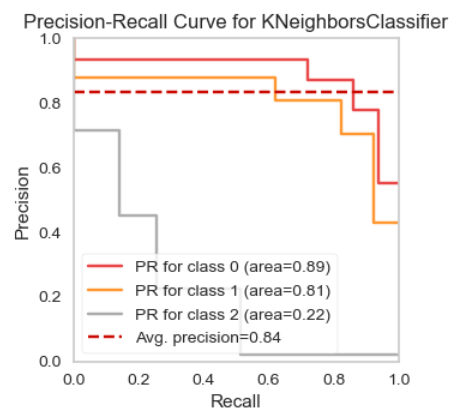 Precision-Recall Curve for KNeighborsClassifier
1.0
0.8
0.6
0.4
0.2
0.0
Precision
PR for class 0 (area=0.89)
PR for class 1 (area=0.81)
PR for class 2 (area=0.22)
Avg. precision=0.84
0.0 0.2 0.4 0.6 0.8 1.0
Recall